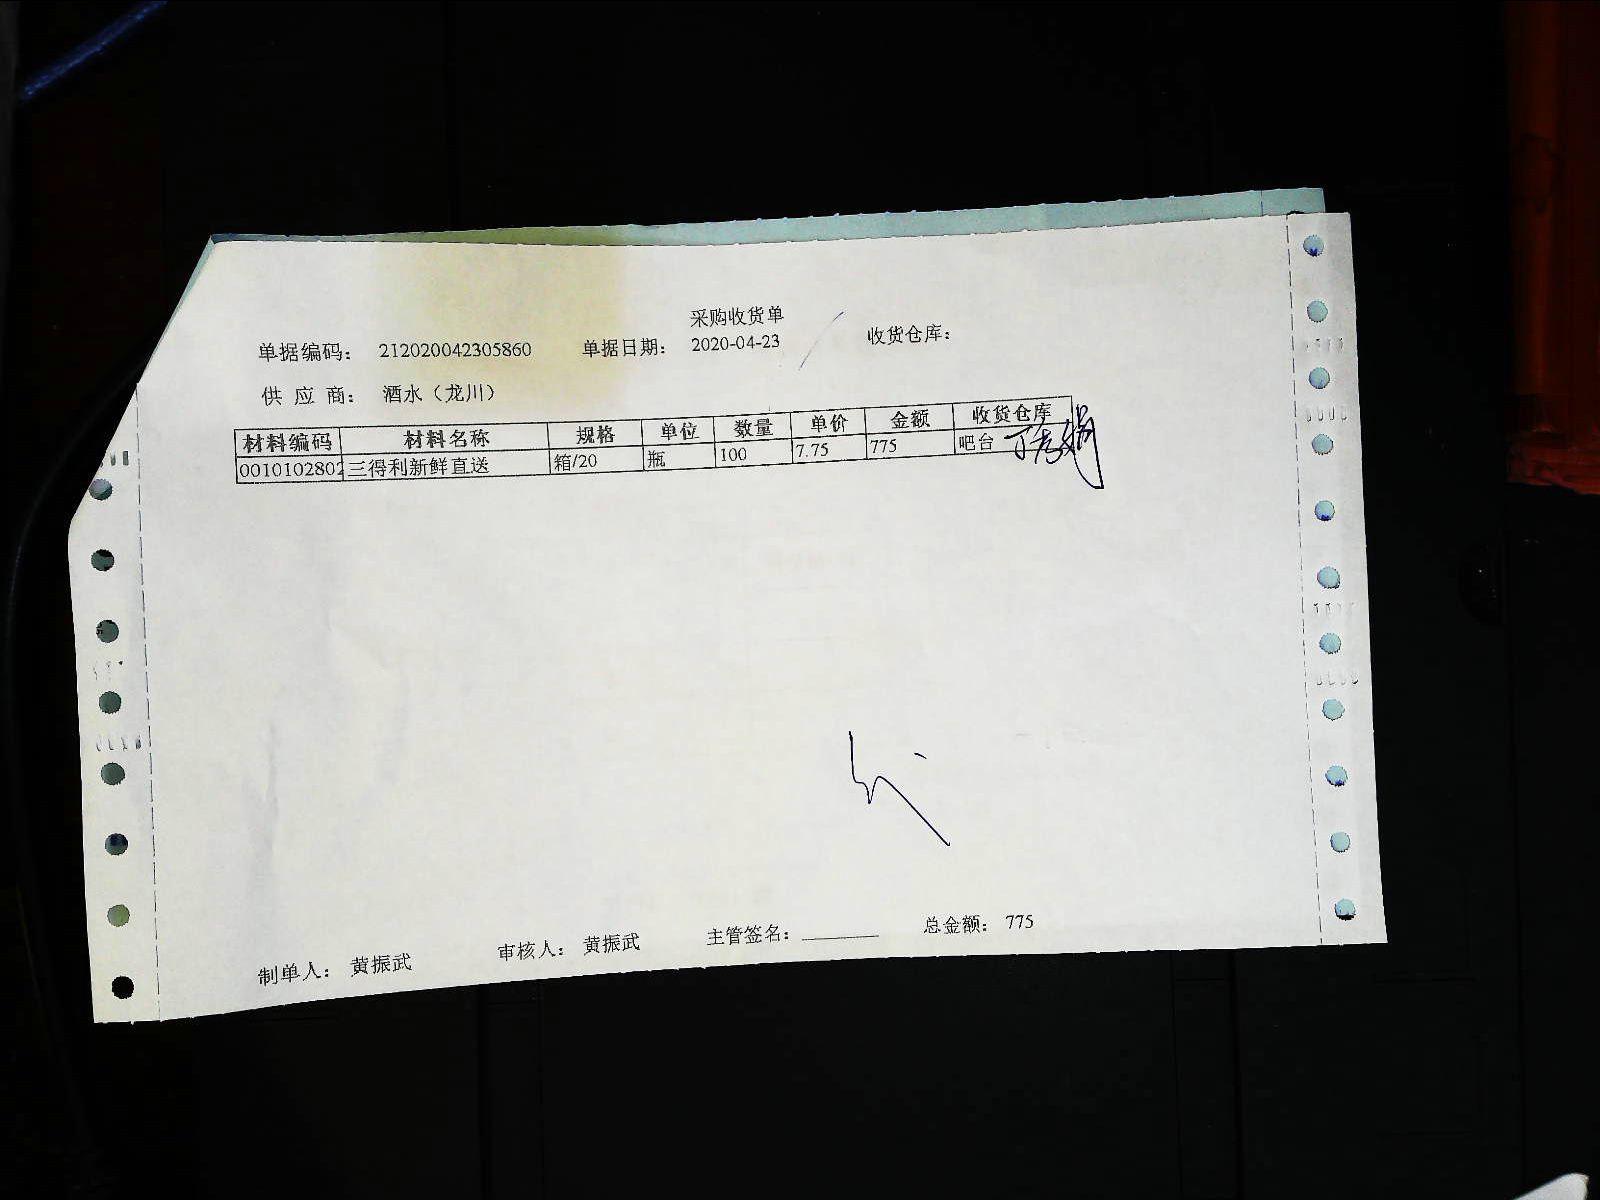 采购收货单
单据编码： 212020042305860 单据日期： 2020-04-23 收货仓库：
供 应 商： 酒水（龙川）
材料编码 材料名称 规格 单位 数量 单价 金额 收货仓库
0010102802 三得利新鲜直送 箱/20 瓶 100 7.75 775 吧台
制单人： 黄振武 审核人： 黄振武 主管签名： 总金额： 775